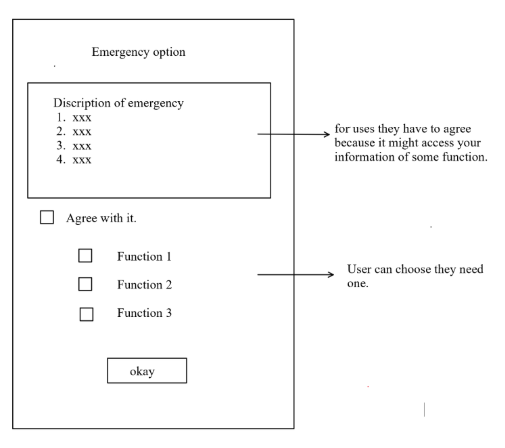 Emergency option
Discription of emergency
1. xxx
2. xxx
3. xxx
4. xxx
for uses they have to agree
because it might access your
information of some function.
Agree with it.
Function 1
Function 2
Function 3
User can choose they need
one.
okay